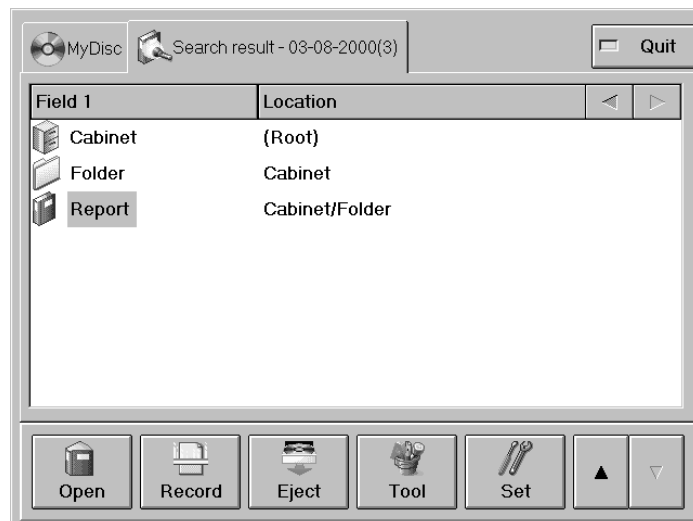 MyDisc Search result - 03-08-2000(3) Quit
Field 1 Location
Cabinet (Root)
Folder Cabinet
Report Cabinet/Folder
Open Record Eject Tool Set